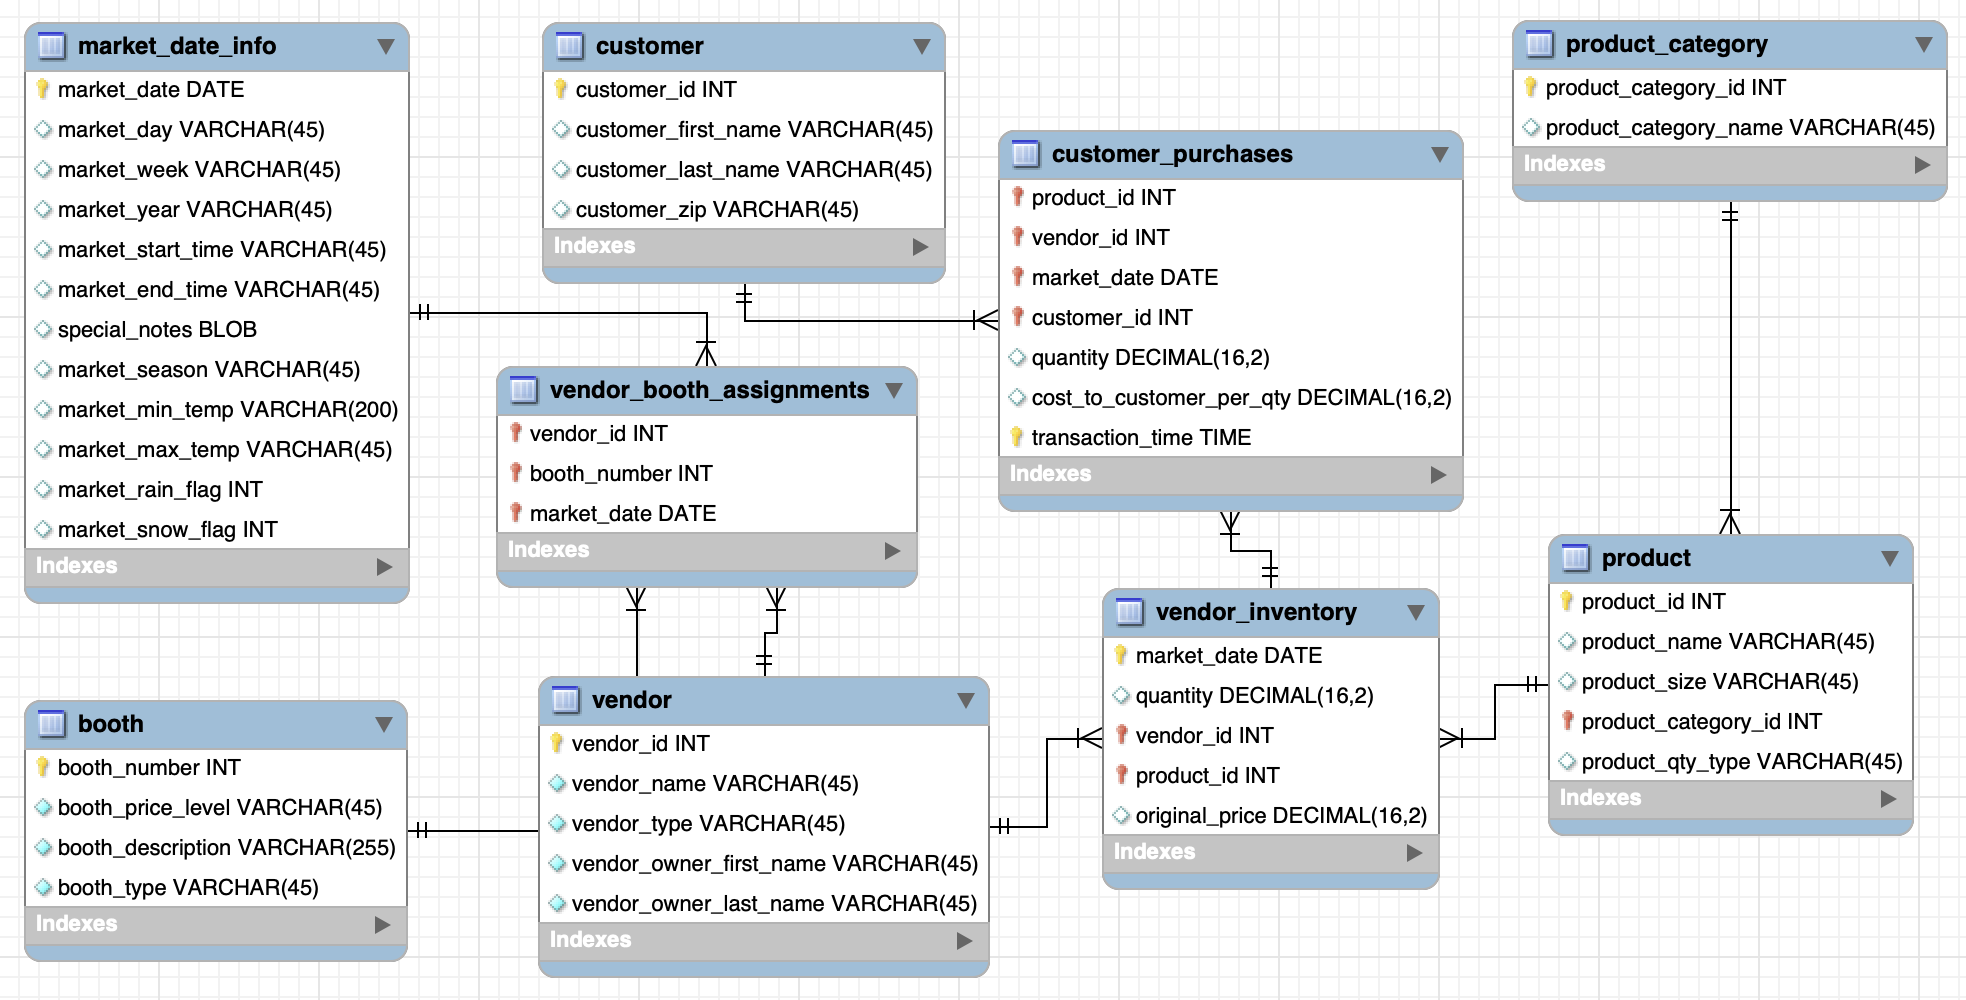 market_date_info
market_date DATE
market_day VARCHAR(45)
market_week VARCHAR(45)
market_year VARCHAR(45)
market_start_time VARCHAR(45)
market_end_time VARCHAR(45)
special_notes BLOB
market_season VARCHAR(45)
market_min_temp VARCHAR(200)
market_max_temp VARCHAR(45)
market_rain_flag INT
market_snow_flag INT
Indexes
customer
customer_id INT
customer_first_name VARCHAR(45)
customer_last_name VARCHAR(45)
customer_zip VARCHAR(45)
Indexes
customer_purchases
product_id INT
vendor_id INT
market_date DATE
customer_id INT
quantity DECIMAL(16,2)
cost_to_customer_per_qty DECIMAL(16,2)
transaction_time TIME
Indexes
product_category
product_category_id INT
product_category_name VARCHAR(45)
Indexes
vendor_booth_assignments
vendor_id INT
booth_number INT
market_date DATE
Indexes
booth
booth_number INT
booth_price_level VARCHAR(45)
booth_description VARCHAR(255)
booth_type VARCHAR(45)
Indexes
vendor
vendor_id INT
vendor_name VARCHAR(45)
vendor_type VARCHAR(45)
vendor_owner_first_name VARCHAR(45)
vendor_owner_last_name VARCHAR(45)
Indexes
vendor_inventory
market_date DATE
quantity DECIMAL(16,2)
vendor_id INT
product_id INT
original_price DECIMAL(16,2)
Indexes
product
product_id INT
product_name VARCHAR(45)
product_size VARCHAR(45)
product_category_id INT
product_qty_type VARCHAR(45)
Indexes